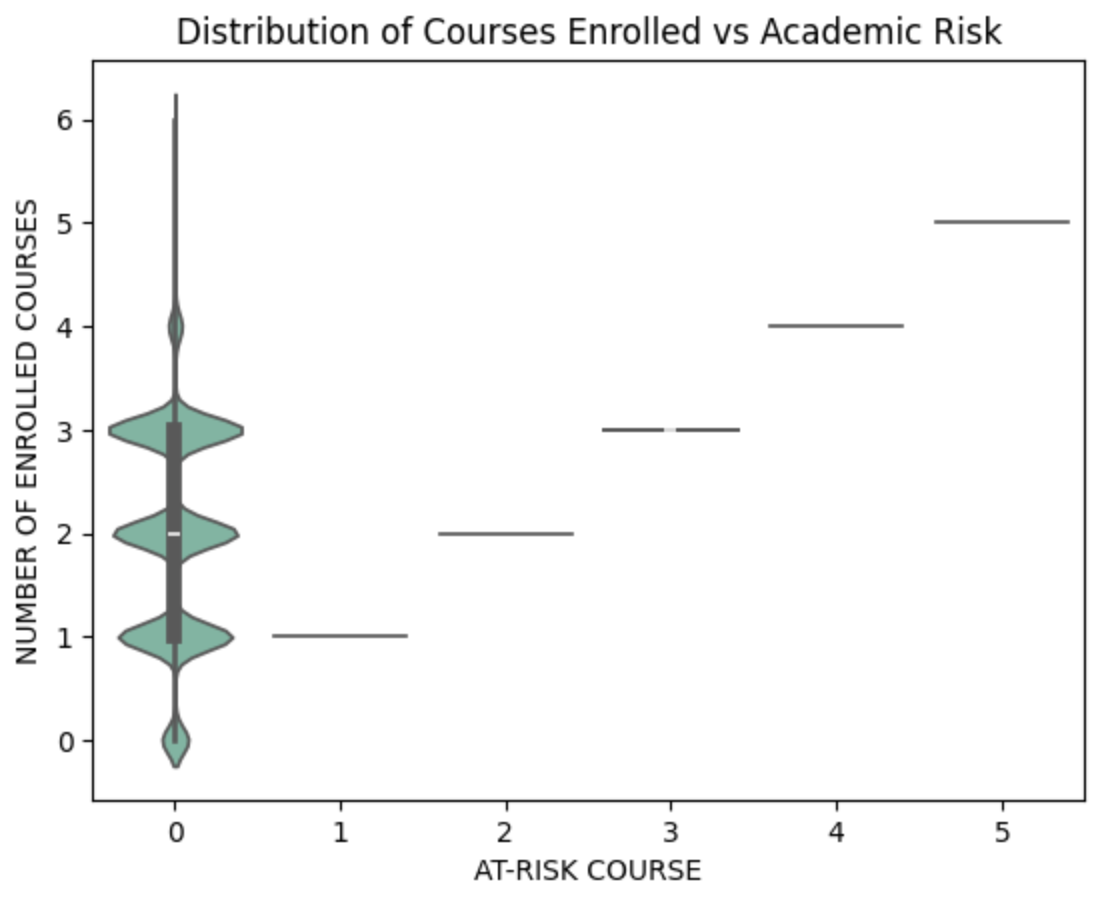 Distribution of Courses Enrolled vs Academic Risk
NUMBER OF ENROLLED COURSES
6
5
4
3
2
1
0
0 1 2 3 4 5
AT-RISK COURSE